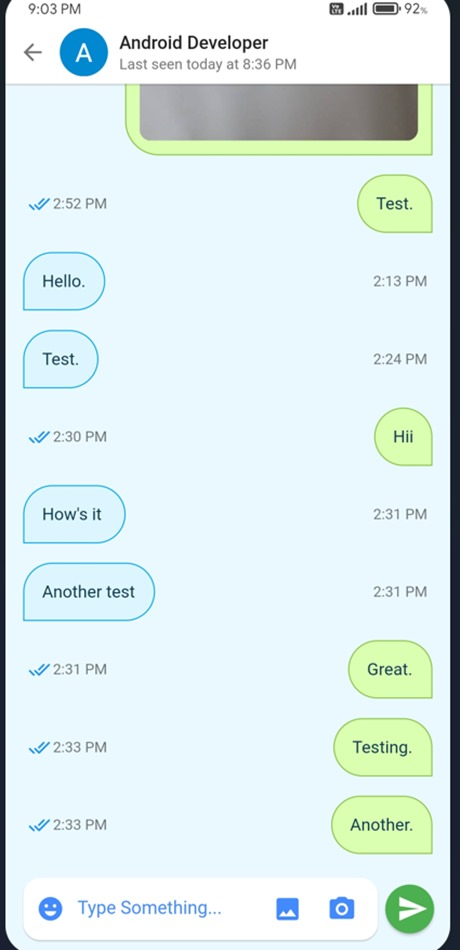 9:03 PM
Vo LTE
92%
A
Android Developer
Last seen today at 8:36 PM
2:52 PM
Test.
Hello.
2:13 PM
Test.
2:24 PM
2:30 PM
Hii
How's it
2:31 PM
Another test
2:31 PM
2:31 PM
Great.
2:33 PM
Testing.
2:33 PM
Another.
Type Something...